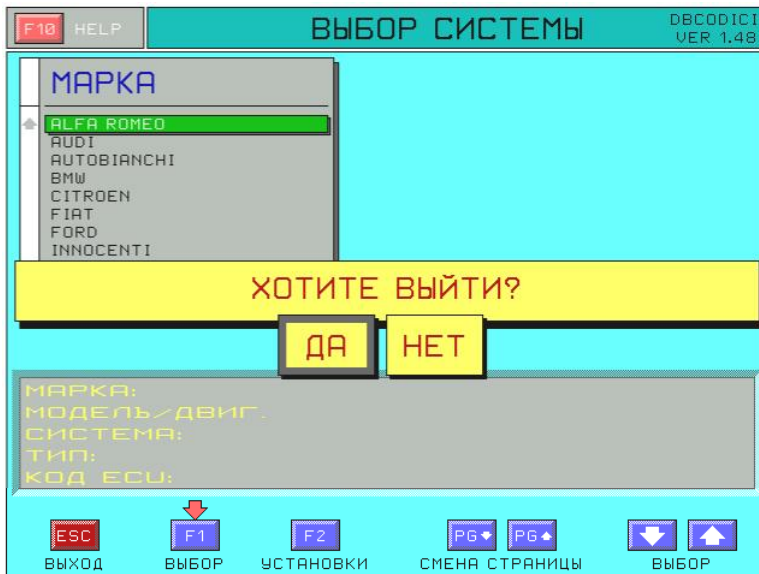 F10 HELP
ВЫБОР СИСТЕМЫ
DBCODICI
VER 1.48
МАРКА
ALFA ROMEO
AUDI
AUTOBIANCHI
BMW
CITROEN
FIAT
FORD
INNOCENTI
ХОТИТЕ ВЫЙТИ?
ДА НЕТ
МАРКА:
МОДЕЛЬ/ДВИГ.
СИСТЕМА:
ТИП:
КОД ECU:
ESC F1 F2 PG PG
ВЫХОД ВЫБОР УСТАНОВКИ СМЕНА СТРАНИЦЫ ВЫБОР